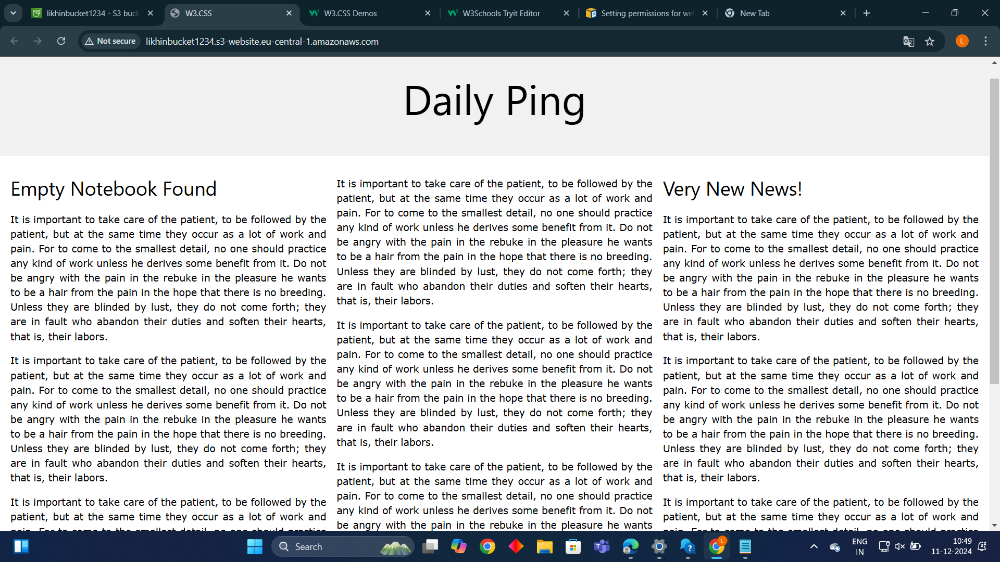 likhinbucket1234 - S3 buck
W3.CSS
W3.CSS Demos
W3Schools Tryit Editor
Setting permissions for we
New Tab
Not secure
likhinbucket1234.s3-website.eu-central-1.amazonaws.com
L
Daily Ping
Empty Notebook Found
It is important to take care of the patient, to be followed by the
patient, but at the same time they occur as a lot of work and
pain. For to come to the smallest detail, no one should practice
any kind of work unless he derives some benefit from it. Do not
be angry with the pain in the rebuke in the pleasure he wants
to be a hair from the pain in the hope that there is no breeding.
Unless they are blinded by lust, they do not come forth; they
are in fault who abandon their duties and soften their hearts,
that is, their labors.
It is important to take care of the patient, to be followed by the
patient, but at the same time they occur as a lot of work and
pain. For to come to the smallest detail, no one should practice
any kind of work unless he derives some benefit from it. Do not
be angry with the pain in the rebuke in the pleasure he wants
to be a hair from the pain in the hope that there is no breeding.
Unless they are blinded by lust, they do not come forth; they
are in fault who abandon their duties and soften their hearts,
that is, their labors.
It is important to take care of the patient, to be followed by the
patient, but at the same time they occur as a lot of work and
pain. For to come to the smallest detail, no one should practice
It is important to take care of the patient, to be followed by the
patient, but at the same time they occur as a lot of work and
pain. For to come to the smallest detail, no one should practice
any kind of work unless he derives some benefit from it. Do not
be angry with the pain in the rebuke in the pleasure he wants
to be a hair from the pain in the hope that there is no breeding.
Unless they are blinded by lust, they do not come forth; they
are in fault who abandon their duties and soften their hearts,
that is, their labors.
It is important to take care of the patient, to be followed by the
patient, but at the same time they occur as a lot of work and
pain. For to come to the smallest detail, no one should practice
any kind of work unless he derives some benefit from it. Do not
be angry with the pain in the rebuke in the pleasure he wants
to be a hair from the pain in the hope that there is no breeding.
Unless they are blinded by lust, they do not come forth; they
are in fault who abandon their duties and soften their hearts,
that is, their labors.
It is important to take care of the patient, to be followed by the
patient, but at the same time they occur as a lot of work and
pain. For to come to the smallest detail, no one should practice
any kind of work unless he derives some benefit from it. Do not
be angry with the pain in the rebuke in the pleasure he wants
Very New News!
It is important to take care of the patient, to be followed by the
patient, but at the same time they occur as a lot of work and
pain. For to come to the smallest detail, no one should practice
any kind of work unless he derives some benefit from it. Do not
be angry with the pain in the rebuke in the pleasure he wants
to be a hair from the pain in the hope that there is no breeding.
Unless they are blinded by lust, they do not come forth; they
are in fault who abandon their duties and soften their hearts,
that is, their labors.
It is important to take care of the patient, to be followed by the
patient, but at the same time they occur as a lot of work and
pain. For to come to the smallest detail, no one should practice
any kind of work unless he derives some benefit from it. Do not
be angry with the pain in the rebuke in the pleasure he wants
to be a hair from the pain in the hope that there is no breeding.
Unless they are blinded by lust, they do not come forth; they
are in fault who abandon their duties and soften their hearts,
that is, their labors.
It is important to take care of the patient, to be followed by the
patient, but at the same time they occur as a lot of work and
pain. For to come to the smallest detail, no one should practice
Search
ENG
IN
10:49
11-12-2024